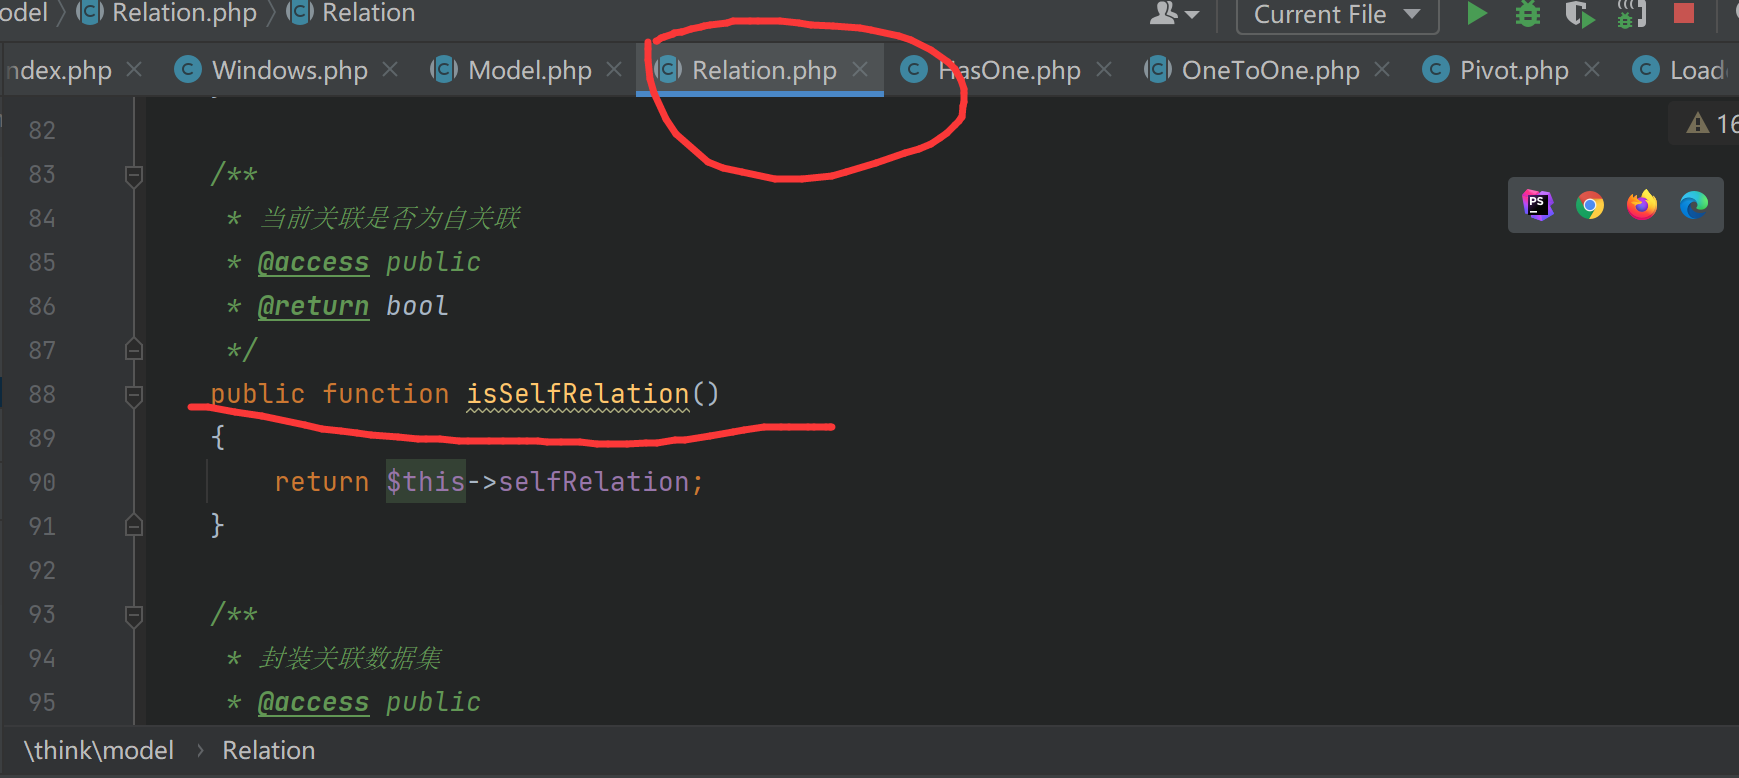 odel Relation.php Relation Current File
ndex.php Windows.php Model.php Relation.php HasOne.php OneToOne.php Pivot.php Load
82 16
83 /**
84 * 当前关联是否为自关联
85 * @access public
86 * @return bool
87 */
88 public function isSelfRelation()
89 {
90 return $this->selfRelation;
91 }
92
93 /**
94 * 封装关联数据集
95 * @access public
\think\model › Relation